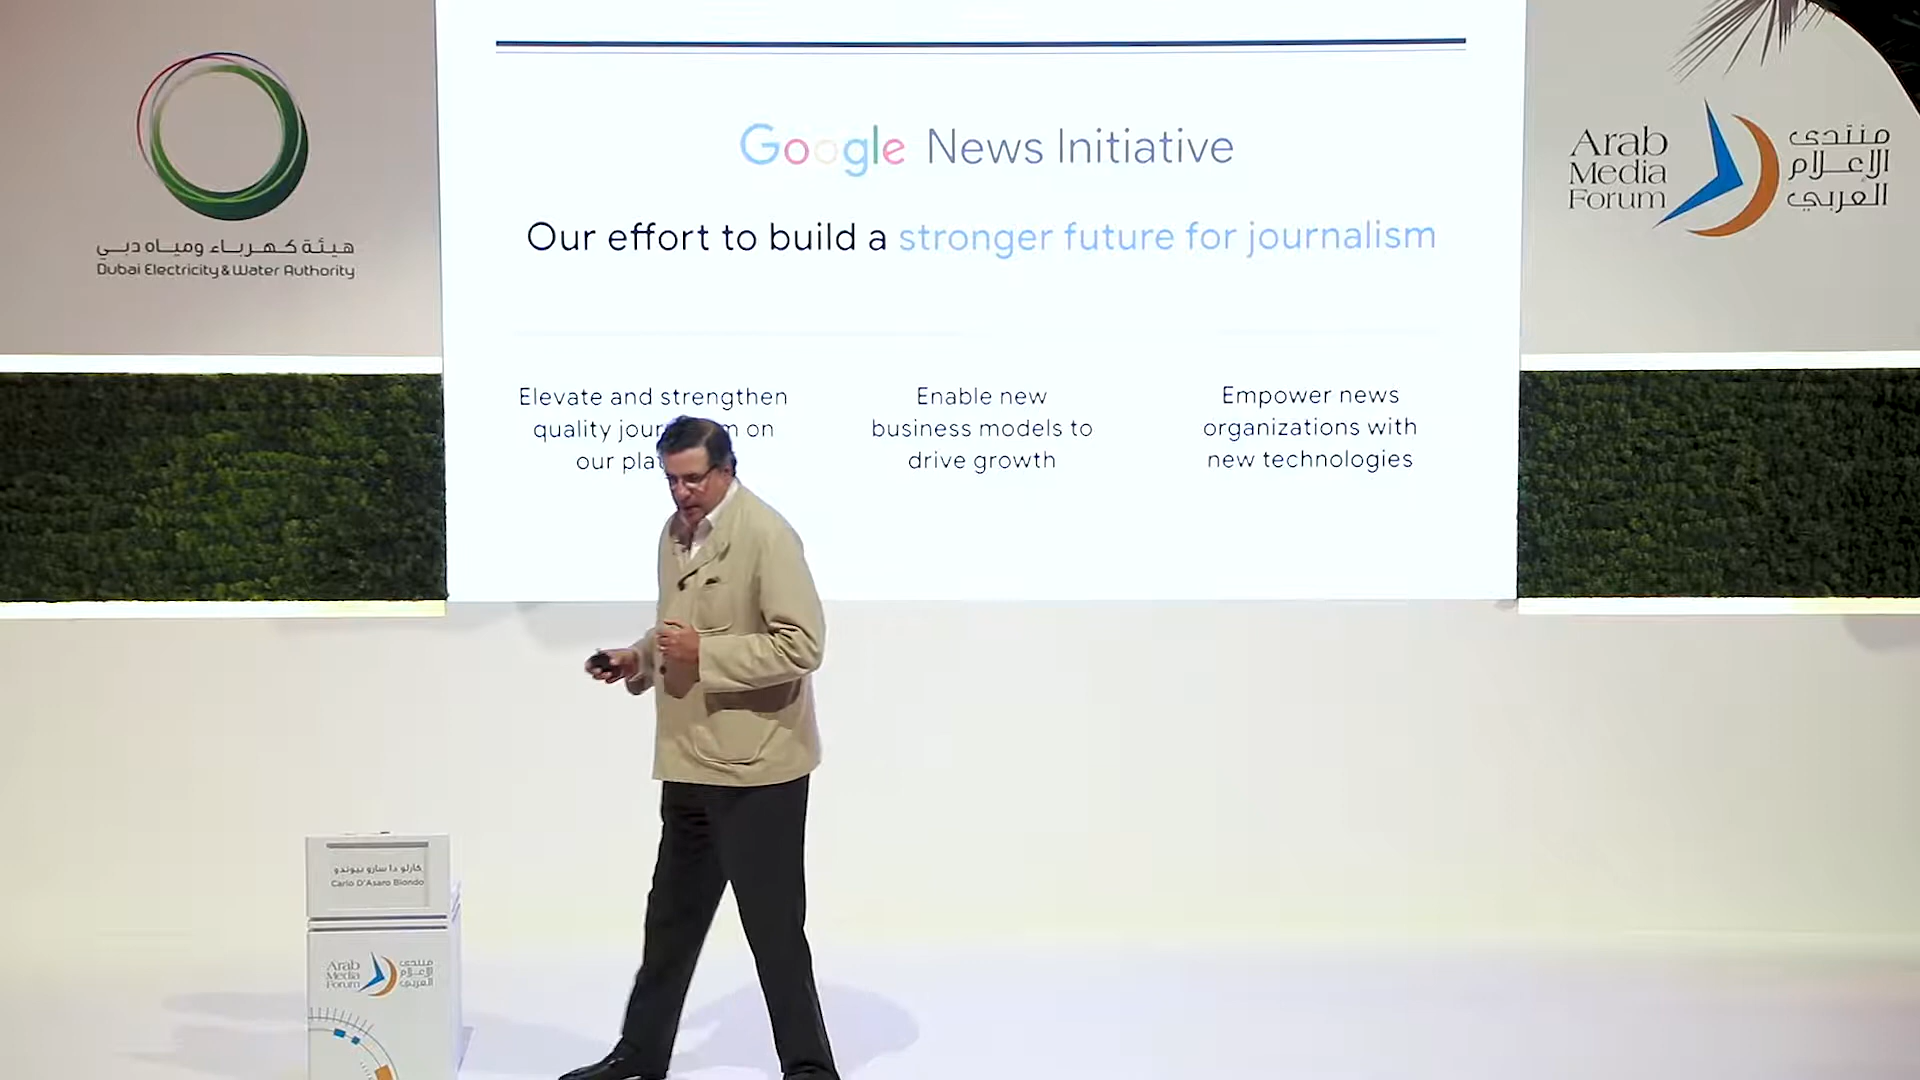 هيئة كهرباء ومياه دبي
Dubai Electricity & Water Authority
Google News Initiative
Our effort to build a stronger future for journalism
Elevate and strengthen
quality on
our
Enable new
business models to
drive growth
Empower news
organizations with
new technologies
Arab
Media
Forum
منتدى
الإعلام
العربي
كارلو دا سارو بيوندو
Carlo D'Asaro Biondo
Arab
Media
Forum
منتدى
الإعلام
العربي